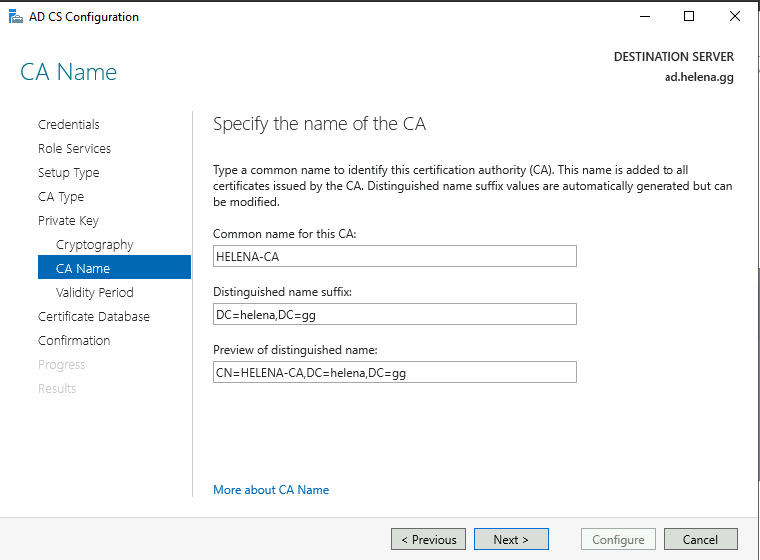 AD CS Configuration
CA Name
DESTINATION SERVER
ad.helena.gg
Credentials
Role Services
Setup Type
CA Type
Private Key
Cryptography
CA Name
Validity Period
Certificate Database
Confirmation
Progress
Results
Specify the name of the CA
Type a common name to identify this certification authority (CA). This name is added to all
certificates issued by the CA. Distinguished name suffix values are automatically generated but can
be modified.
Common name for this CA:
HELENA-CA
Distinguished name suffix:
DC=helena,DC=gg
Preview of distinguished name:
CN=HELENA-CA,DC=helena,DC=gg
More about CA Name
< Previous
Next >
Configure
Cancel